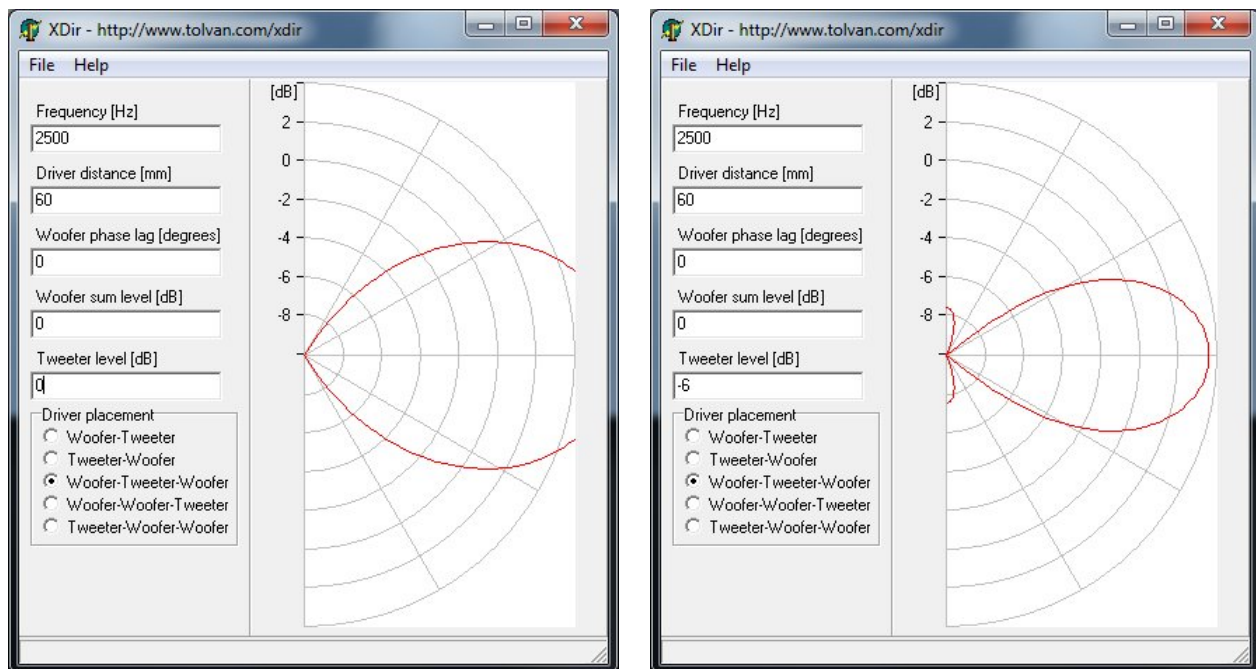 XDir - http://www.tolvan.com/xdir
File Help
Frequency [Hz]
2500
Driver distance [mm]
60
Woofer phase lag [degrees]
0
Woofer sum level [dB]
0
Tweeter level [dB]
0
Driver placement
Woofer-Tweeter
Tweeter-Woofer
Woofer-Tweeter-Woofer
Woofer-Woofer-Tweeter
Tweeter-Woofer-Woofer
[dB]
2
0
-2
-4
-6
-8
XDir - http://www.tolvan.com/xdir
File Help
Frequency [Hz]
2500
Driver distance [mm]
60
Woofer phase lag [degrees]
0
Woofer sum level [dB]
0
Tweeter level [dB]
-6
Driver placement
Woofer-Tweeter
Tweeter-Woofer
Woofer-Tweeter-Woofer
Woofer-Woofer-Tweeter
Tweeter-Woofer-Woofer
[dB]
2
0
-2
-4
-6
-8